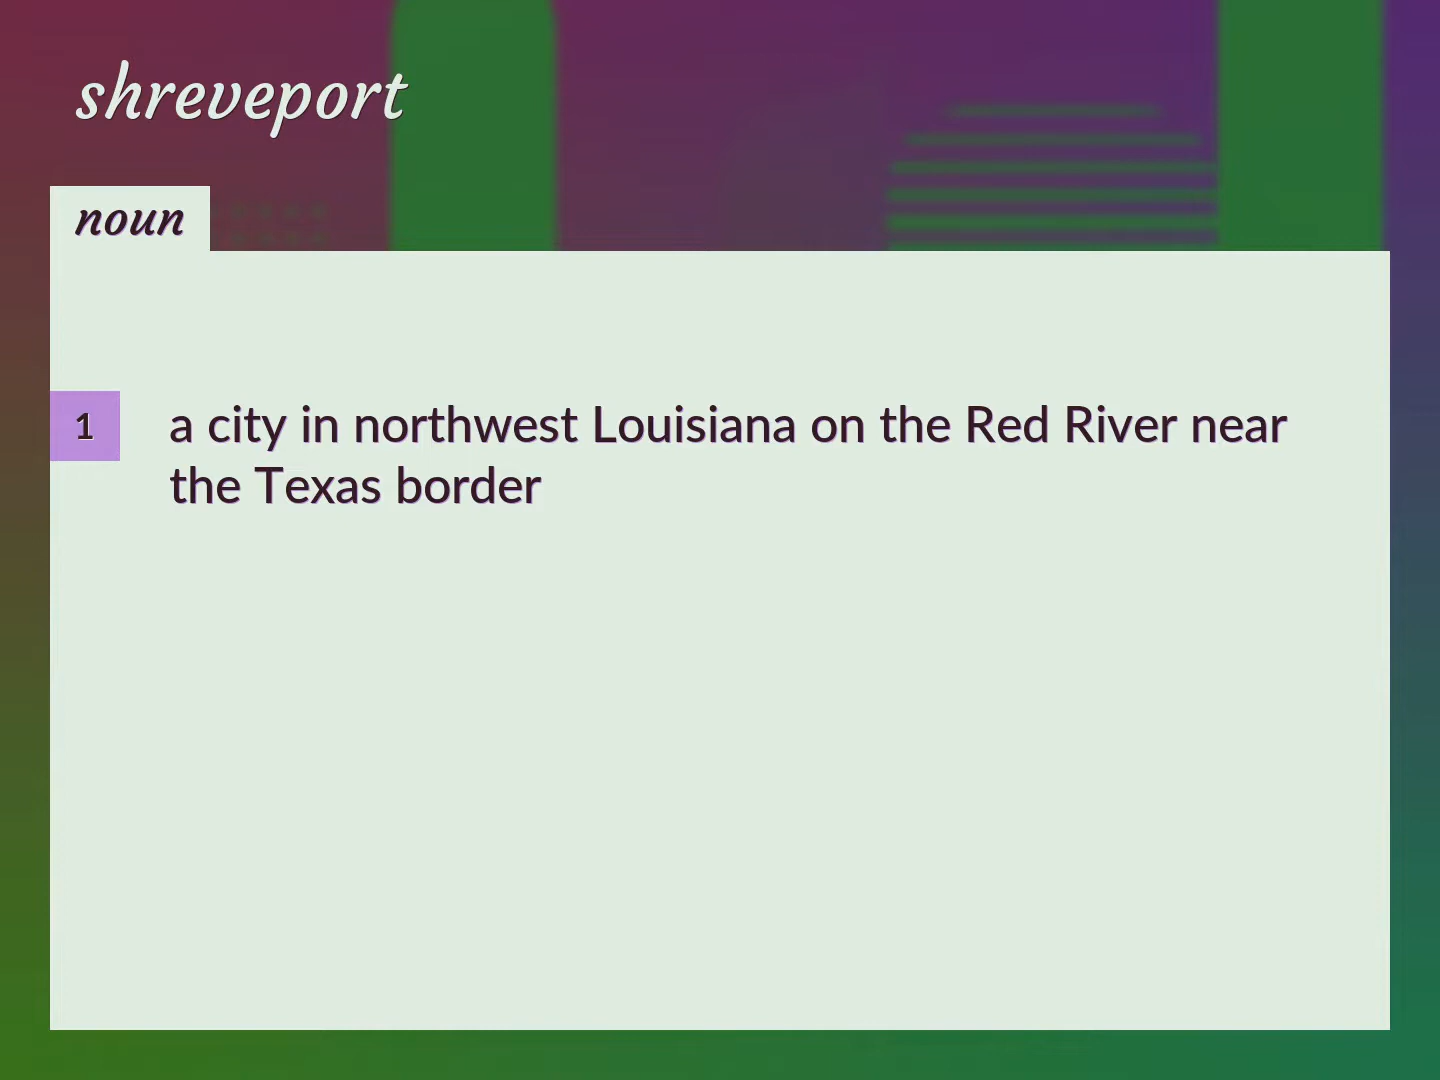 shreveport
noun
1
a city in northwest Louisiana on the Red River near
the Texas border